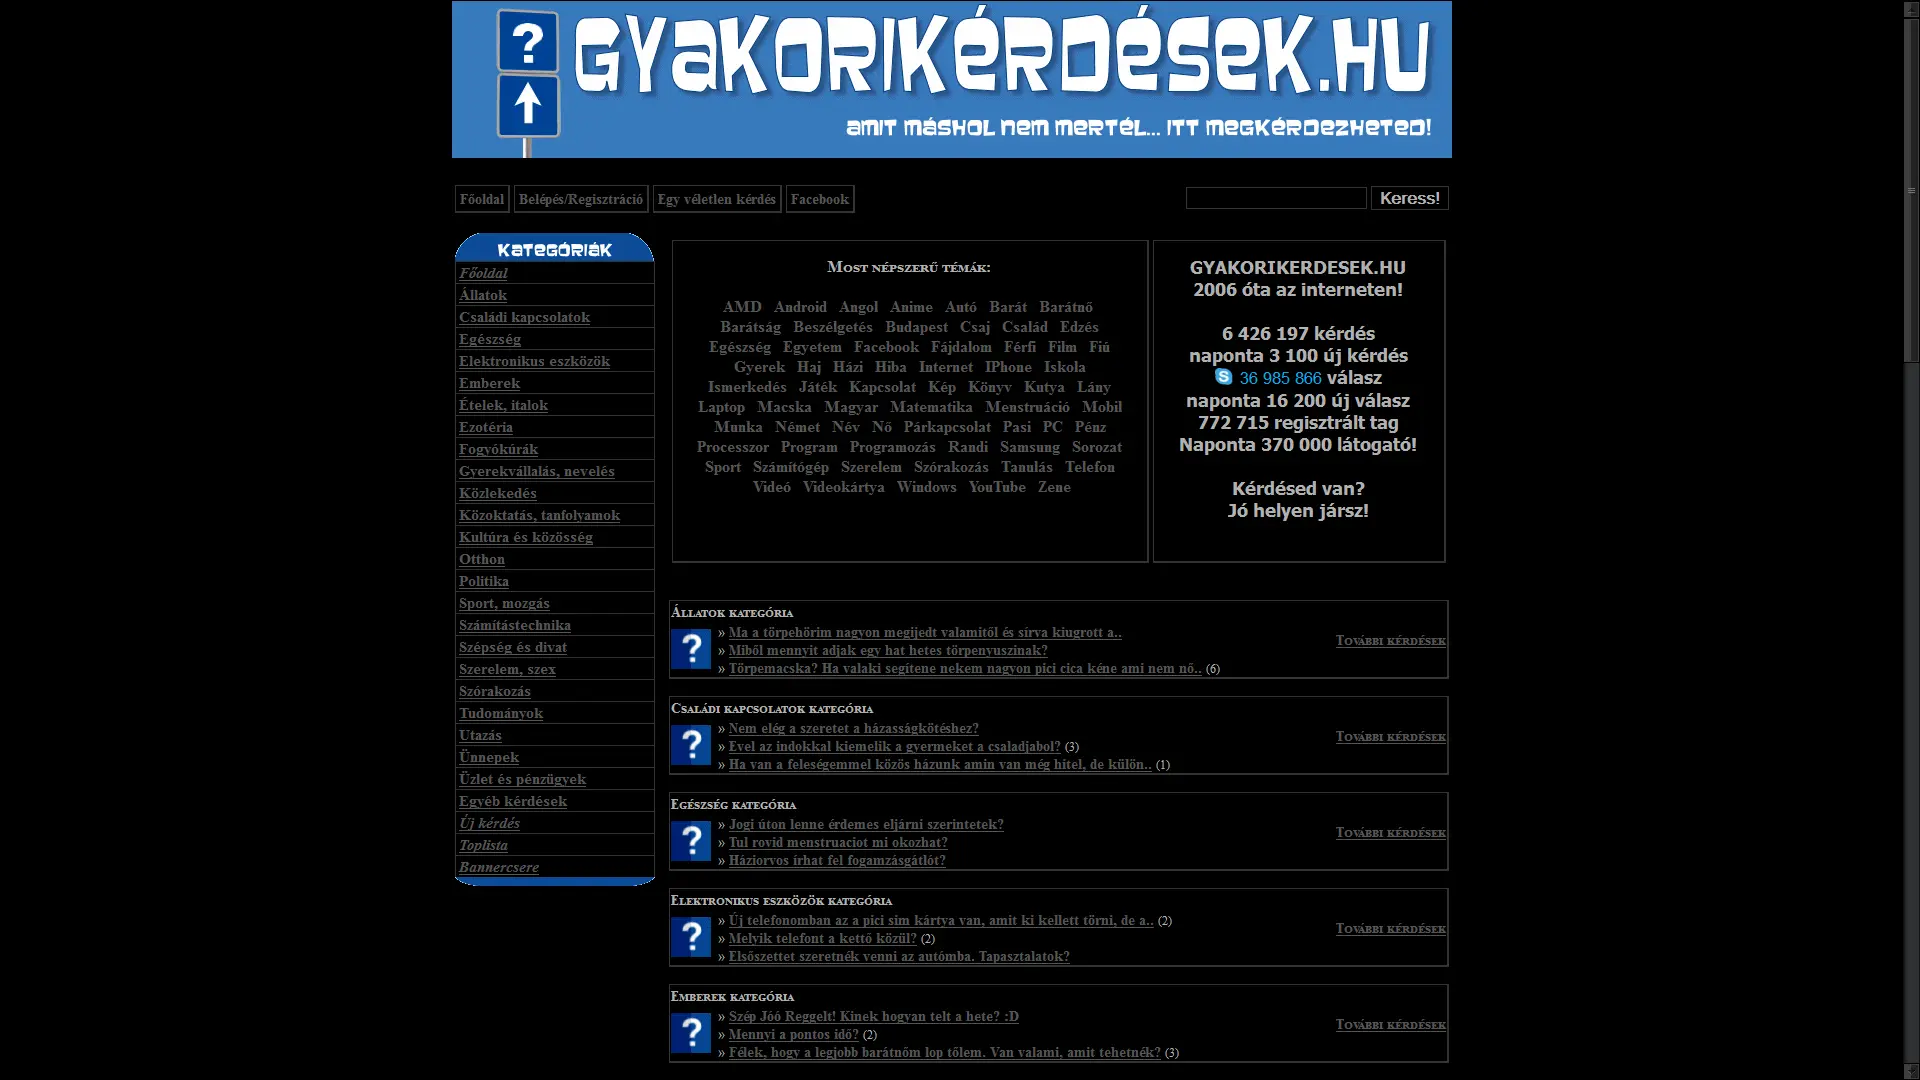 GYAKORIKÉRDÉSEK.HU
AMIT MÁSHOL NEM MERTÉL... ITT MEGKÉRDEZHETED!
Főoldal Belépés/Regisztráció Egy véletlen kérdés Facebook Keress!
KATEGÓRIÁK
Főoldal
Állatok
Családi kapcsolatok
Egészség
Elektronikus eszközök
Emberek
Ételek, italok
Ezotéria
Fogyókúrák
Gyerekvállalás, nevelés
Közlekedés
Közoktatás, tanfolyamok
Kultúra és közösség
Otthon
Politika
Sport, mozgás
Számítástechnika
Szépség és divat
Szerelem, szex
Szórakozás
Tudományok
Utazás
Ünnepek
Üzlet és pénzügyek
Egyéb kérdések
Új kérdés
Toplista
Bannercsere
Most népszerű témák:
AMD Android Angol Anime Autó Barát Barátnő
Barátság Beszélgetés Budapest Csaj Család Edzés
Egészség Egyetem Facebook Fájdalom Férfi Film Fiú
Gyerek Haj Házi Hiba Internet IPhone Iskola
Ismerkedés Játék Kapcsolat Kép Könyv Kutya Lány
Laptop Macska Magyar Matematika Menstruáció Mobil
Munka Német Név Nő Párkapcsolat Pasi PC Pénz
Processzor Program Programozás Randi Samsung Sorozat
Sport Számítógép Szerelem Szórakozás Tanulás Telefon
Videó Videokártya Windows YouTube Zene
GYAKORIKERDESEK.HU
2006 óta az interneten!
6 426 197 kérdés
naponta 3 100 új kérdés
36 985 866 válasz
naponta 16 200 új válasz
772 715 regisztrált tag
Naponta 370 000 látogató!
Kérdésed van?
Jó helyen jársz!
Állatok kategória
» Ma a törpehörim nagyon megijedt valamitől és sírva kiugrott a..
» Miből mennyit adjak egy hat hetes törpenyuszinak?
» Törpemacska? Ha valaki segítene nekem nagyon pici cica kéne ami nem nő.. (6)
További kérdések
Családi kapcsolatok kategória
» Nem elég a szeretet a házasságkötéshez?
» Evel az indokkal kiemelik a gyermeket a csaladjabol? (3)
» Ha van a feleségemmel közös házunk amin van még hitel, de külön.. (1)
További kérdések
Egészség kategória
» Jogi úton lenne érdemes eljárni szerintetek?
» Tul rovid menstruaciot mi okozhat?
» Háziorvos írhat fel fogamzásgátlót?
További kérdések
Elektronikus eszközök kategória
» Új telefonomban az a pici sim kártya van, amit ki kellett törni, de a.. (2)
» Melyik telefont a kettő közül? (2)
» Elsőszettet szeretnék venni az autómba. Tapasztalatok?
További kérdések
Emberek kategória
» Szép Jóó Reggelt! Kinek hogyan telt a hete? :D
» Mennyi a pontos idő? (2)
» Félek, hogy a legjobb barátnőm lop tőlem. Van valami, amit tehetnék? (3)
További kérdések